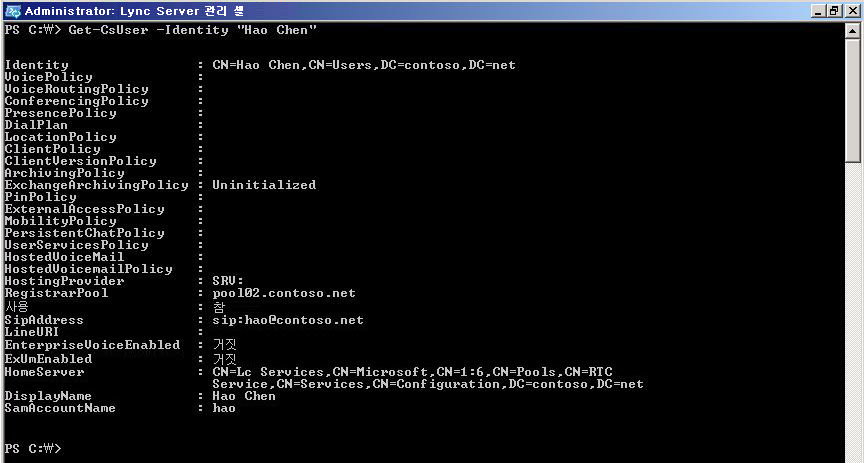 Administrator: Lync Server 관리 셸
PS C:₩> Get-CsUser -Identity "Hao Chen"
Identity : CN=Hao Chen,CN=Users,DC=contoso,DC=net
VoicePolicy :
VoiceRoutingPolicy :
ConferencingPolicy :
PresencePolicy :
DialPlan :
LocationPolicy :
ClientPolicy :
ClientVersionPolicy :
ArchivingPolicy :
ExchangeArchivingPolicy : Uninitialized
PinPolicy :
ExternalAccessPolicy :
MobilityPolicy :
PersistentChatPolicy :
UserServicesPolicy :
HostedVoiceMail :
HostedVoicemailPolicy :
HostingProvider : SRV:
RegistrarPool : pool02.contoso.net
사용 : 참
SipAddress : sip:hao@contoso.net
LineURI :
EnterpriseVoiceEnabled : 거짓
ExUmEnabled : 거짓
HomeServer : CN=Lc Services,CN=Microsoft,CN=1:6,CN=Pools,CN=RTC
Service,CN=Services,CN=Configuration,DC=contoso,DC=net
DisplayName : Hao Chen
SamAccountName : hao
PS C:₩>